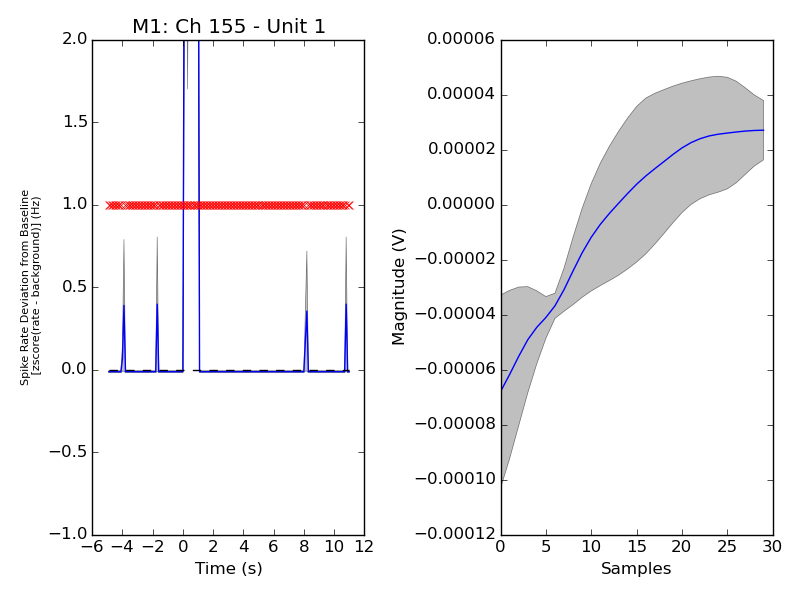 M1: Ch 155 - Unit 1
Spike Rate Deviation from Baseline
[zscore(rate - background)] (Hz)
2.0
1.5
1.0
0.5
0.0
−0.5
−1.0
−6 −4 −2 0 2 4 6 8 10 12
Time (s)
Magnitude (V)
0.00006
0.00004
0.00002
0.00000
−0.00002
−0.00004
−0.00006
−0.00008
−0.00010
−0.00012
0 5 10 15 20 25 30
Samples